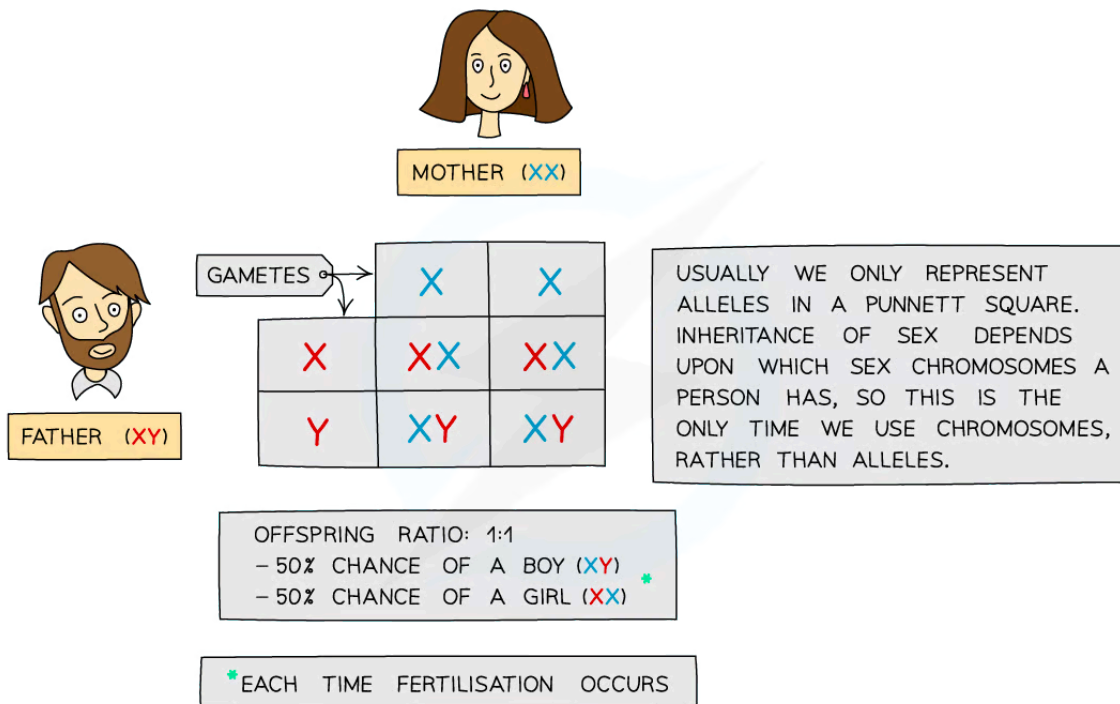 MOTHER (XX)
GAMETES
X X
X XX XX
Y XY XY
FATHER (XY)
USUALLY WE ONLY REPRESENT
ALLELES IN A PUNNETT SQUARE.
INHERITANCE OF SEX DEPENDS
UPON WHICH SEX CHROMOSOMES A
PERSON HAS, SO THIS IS THE
ONLY TIME WE USE CHROMOSOMES,
RATHER THAN ALLELES.
OFFSPRING RATIO: 1:1
– 50% CHANCE OF A BOY (XY)
– 50% CHANCE OF A GIRL (XX) *
*EACH TIME FERTILISATION OCCURS